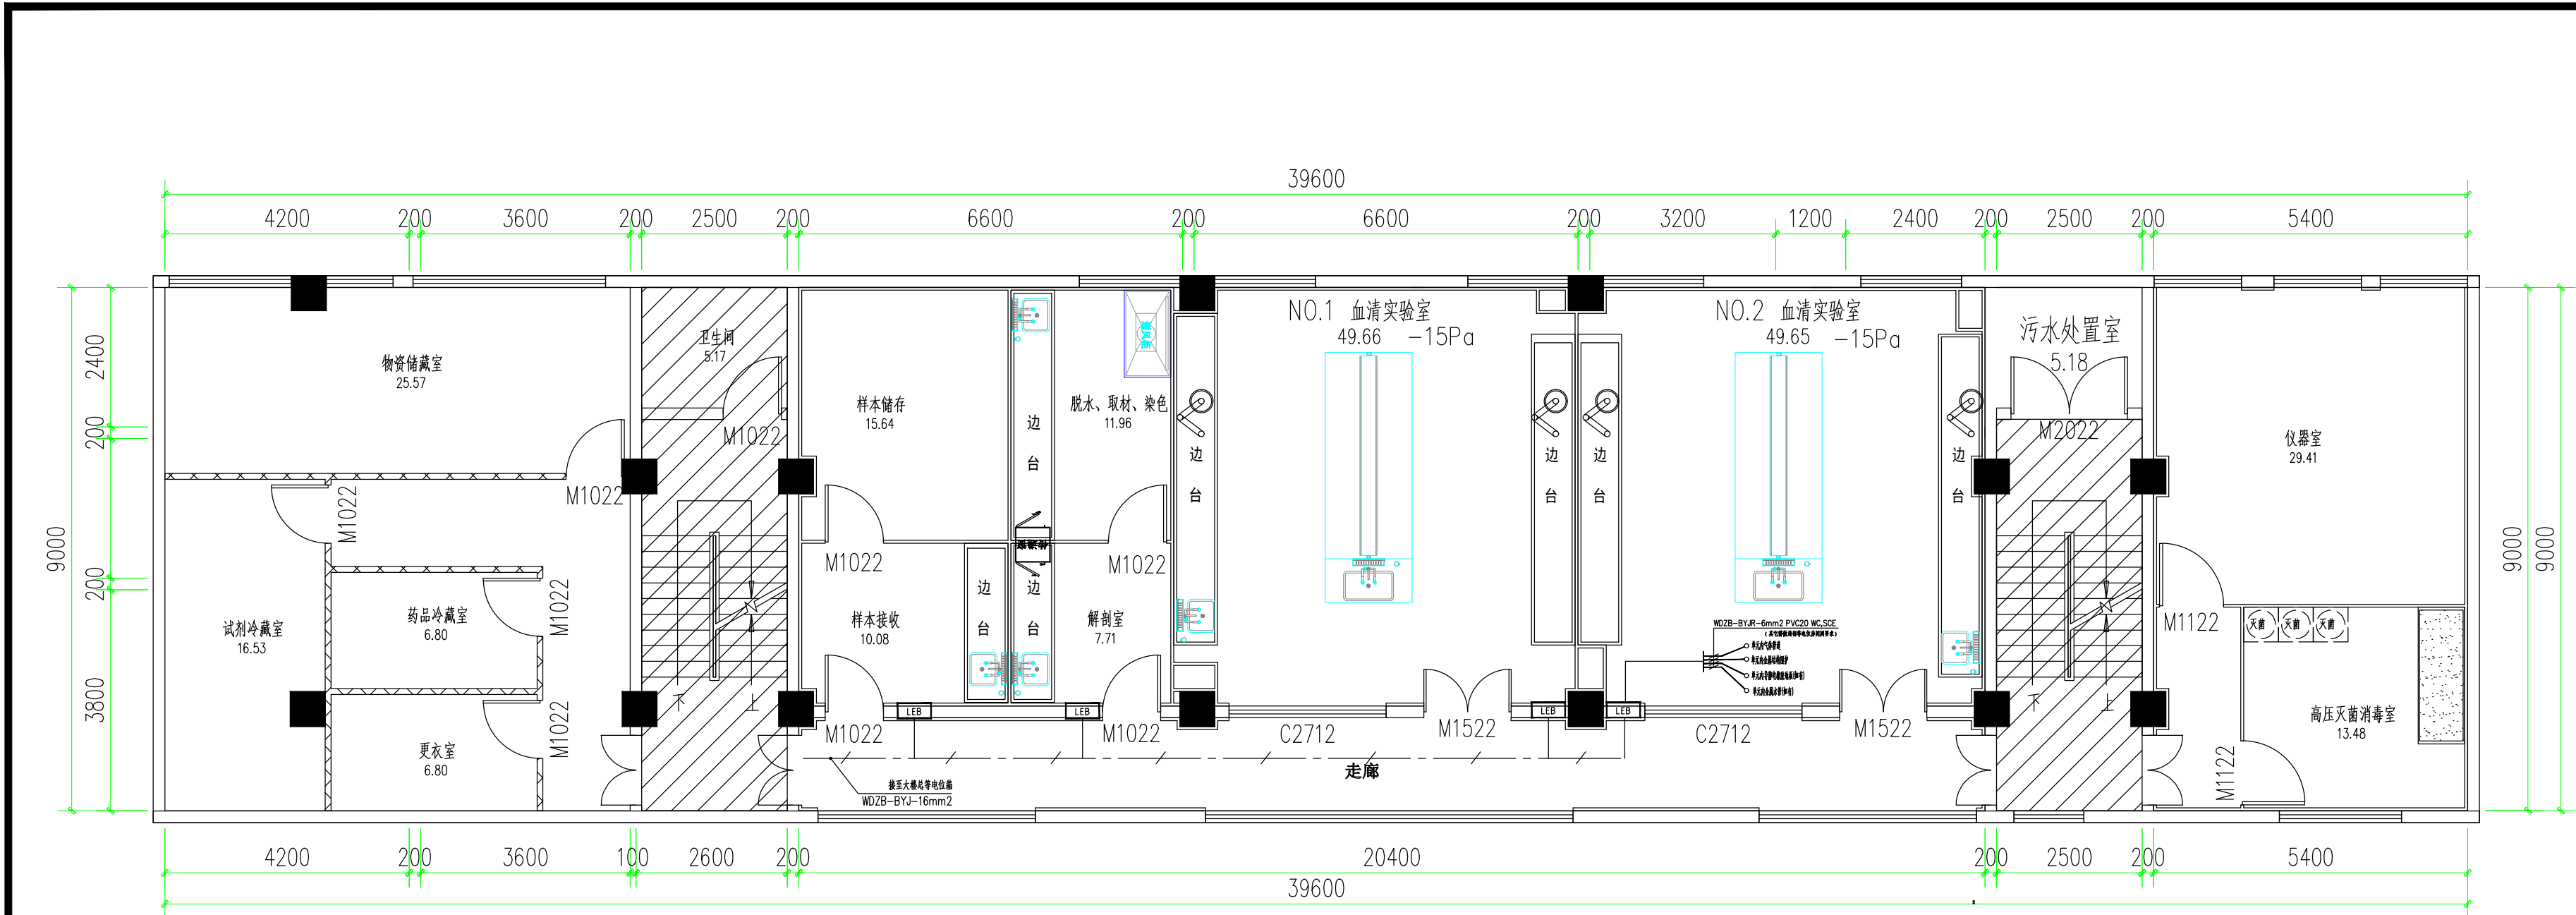 39600
4200 200 3600 200 2500 200 6600 200 6600 200 3200 1200 2400 200 2500 200 5400
9000
2400
200
200
3800
物资储藏室
25.57
M1022
卫生间
5.17
M1022
样本储存
15.64
边台
脱水、取材、染色
11.96
NO.1 血清实验室
49.66 -15Pa
边台
边台
NO.2 血清实验室
49.65 -15Pa
边台
边台
污水处置室
5.18
M2022
仪器室
29.41
M1022
试剂冷藏室
16.53
药品冷藏室
6.80
M1022
更衣室
6.80
M1022
下 上
M1022
样本接收
10.08
边台
边台
M1022
解剖室
7.71
WDZB-BYJR-6mm2 PVC20 WC,SCE
M1122
灭菌 灭菌 灭菌
高压灭菌消毒室
13.48
M1122
下 上
LEB LEB LEB LEB
M1022 M1022 C2712 M1522 C2712 M1522
走廊
接至大楼总等电位箱
WDZB-BYJ-16mm2
9000
9000
4200 200 3600 100 2600 200 20400 200 2500 200 5400
39600